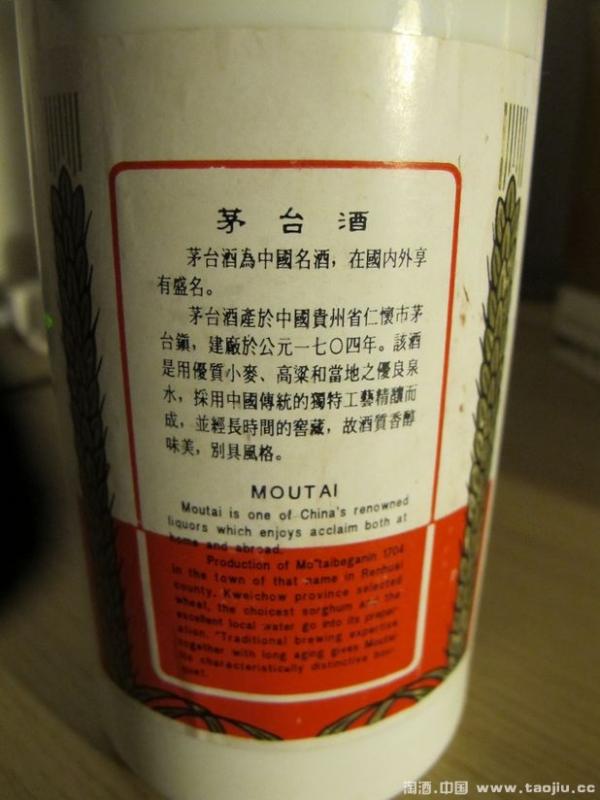 茅台酒
茅台酒為中國名酒，在國内外享
有盛名。
茅台酒產於中國貴州省仁懷市茅
台鎮，建廠於公元一七〇四年。該酒
是用優質小麥、高粱和當地之優良泉
水，採用中國傳統的獨特工藝精釀而
成，並經長時間的窖藏，故酒質香醇
味美，別具風格。
MOUTAI
Moutai is one of China's renowned
liquors which enjoys acclaim both at
home and abroad.
Production of Mo"taibeganin 1704
in the town of that name in Renhuai
county, Kweichow province selected
wheat, the choicest sorghum and the
excellent local water go into its prepar-
ation. "Traditional brewing expertise
together with long aging gives Moutai
its characteristically distinctive bou-
quet.
淘酒.中国 www.taojiu.cc